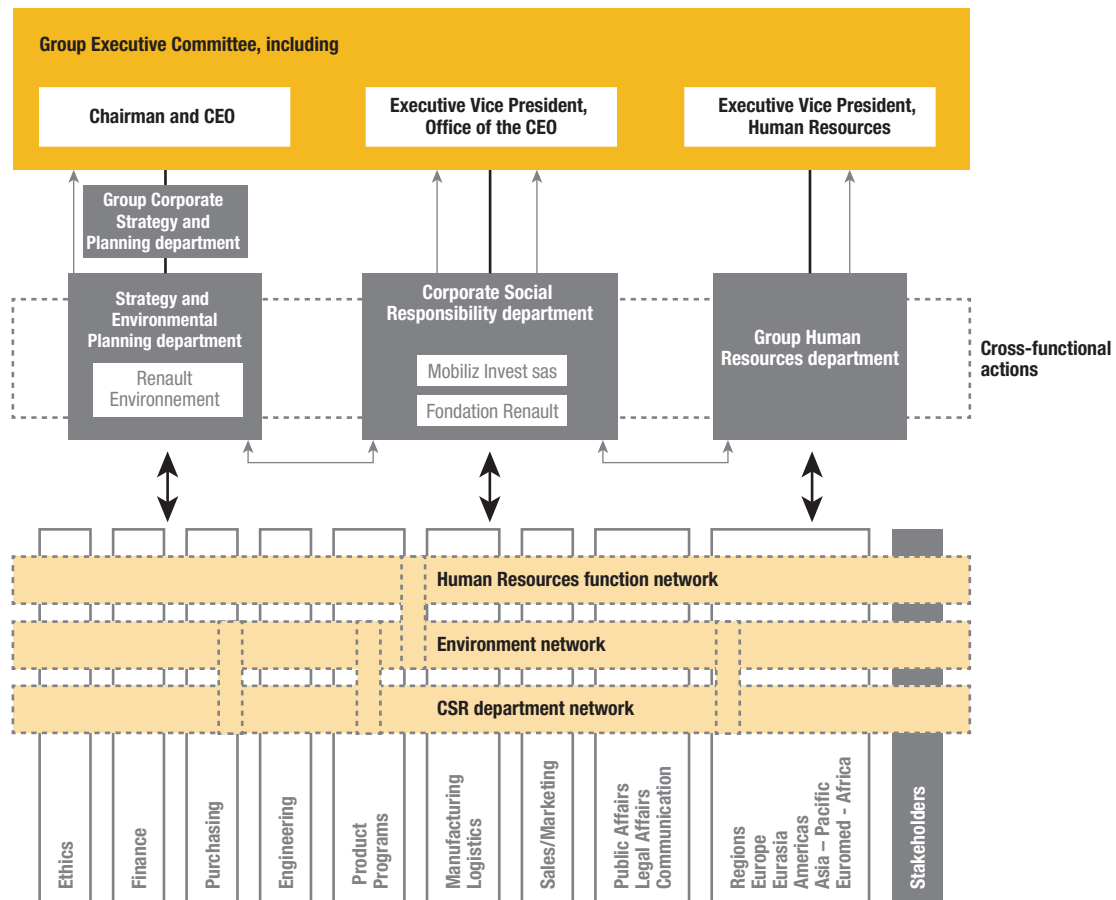 Group Executive Committee, including
Chairman and CEO
Executive Vice President,
Office of the CEO
Executive Vice President,
Human Resources
Group Corporate
Strategy and
Planning department
Strategy and
Environmental
Planning department
Renault
Environnement
Corporate Social
Responsibility department
Mobiliz Invest sas
Fondation Renault
Group Human
Resources department
Cross-functional
actions
Human Resources function network
Environment network
CSR department network
Ethics
Finance
Purchasing
Engineering
Product
Programs
Manufacturing
Logistics
Sales/Marketing
Public Affairs
Legal Affairs
Communication
Regions
Europe
Eurasia
Americas
Asia – Pacific
Euromed - Africa
Stakeholders